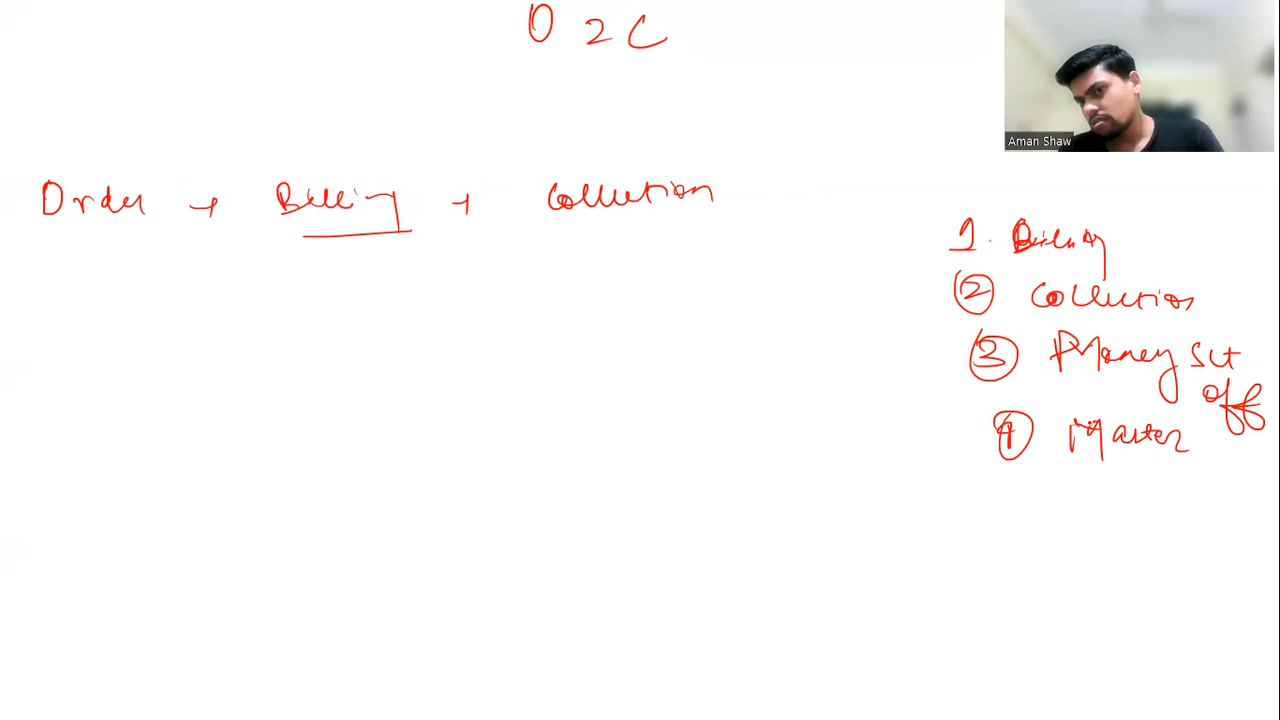 O 2 C
Aman Shaw
Order → Billing → Collection
1. Billing
② Collection
③ Money Set
off
④ Master